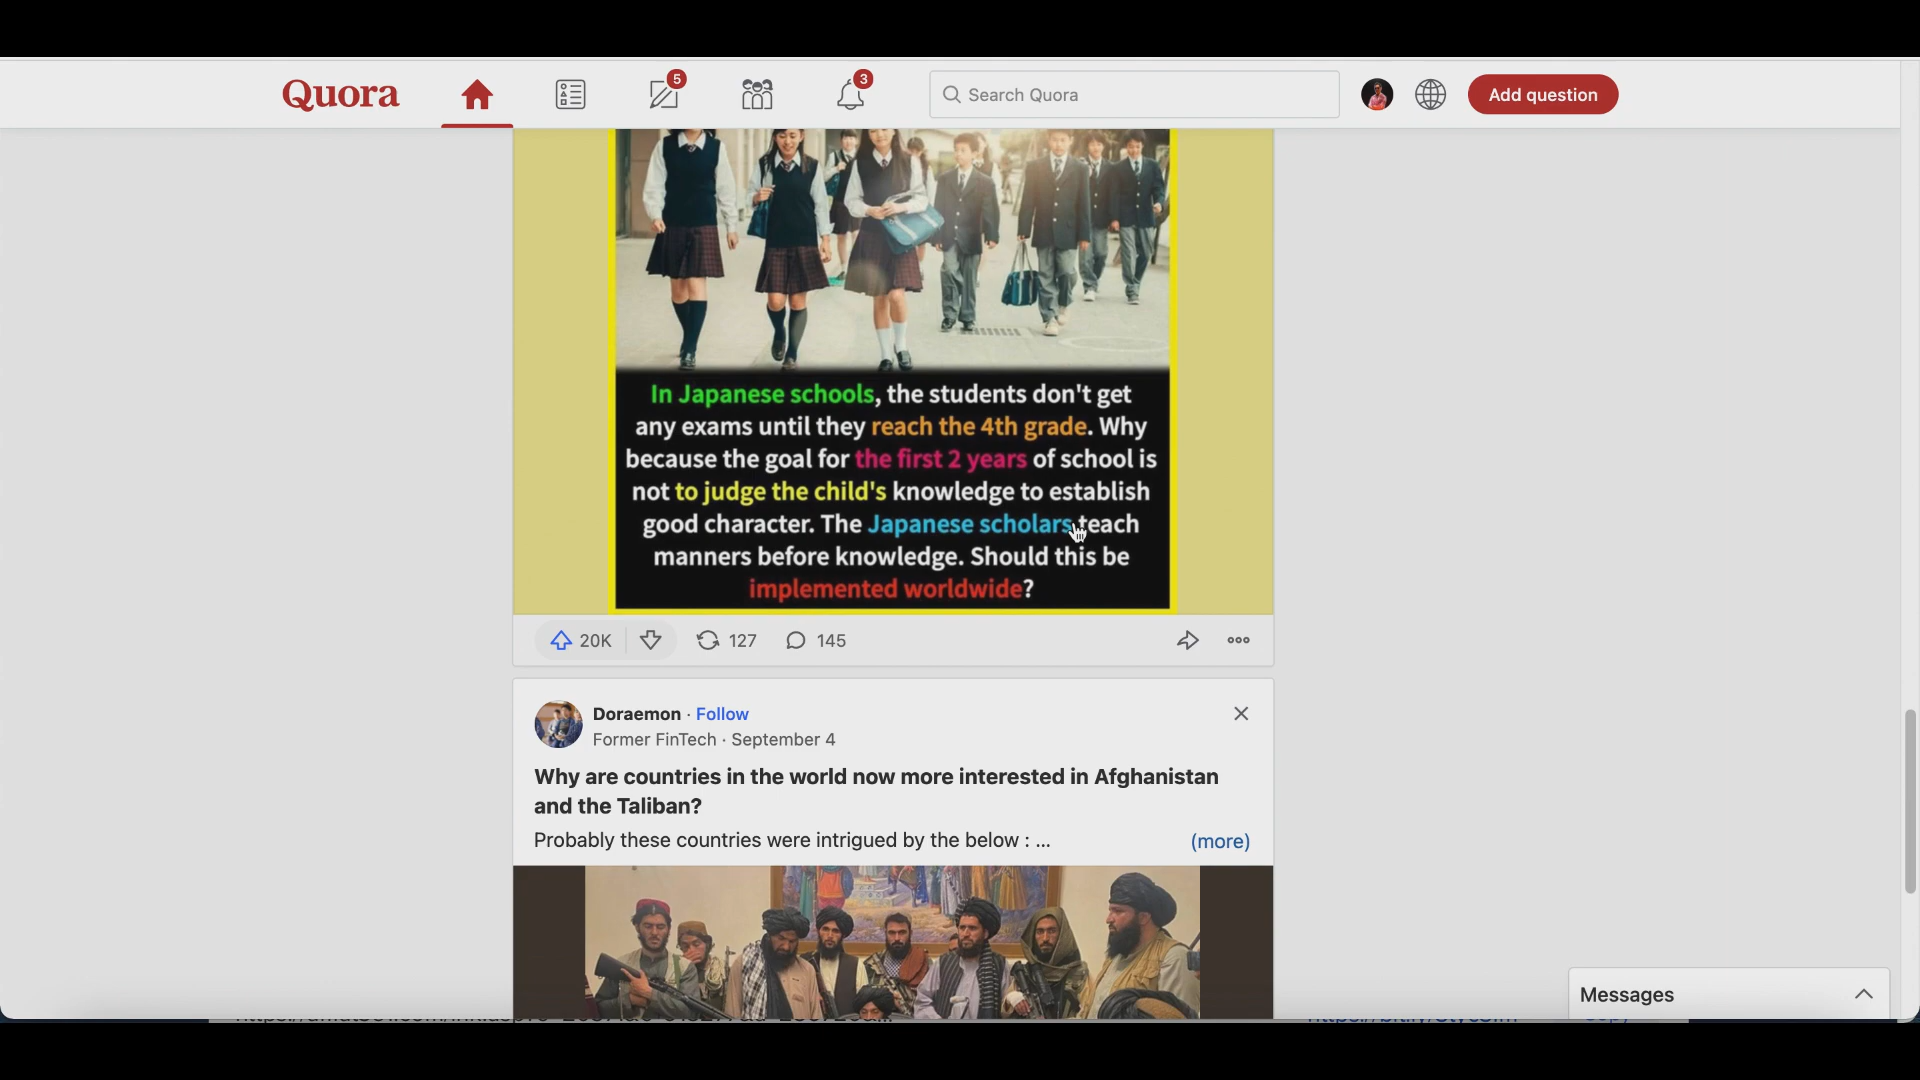 Quora
5
3
Search Quora
Add question
In Japanese schools, the students don't get
any exams until they reach the 4th grade. Why
because the goal for the first 2 years of school is
not to judge the child's knowledge to establish
good character. The Japanese scholars teach
manners before knowledge. Should this be
implemented worldwide?
20K
127
145
Doraemon · Follow
Former FinTech · September 4
Why are countries in the world now more interested in Afghanistan
and the Taliban?
Probably these countries were intrigued by the below : ... (more)
Messages